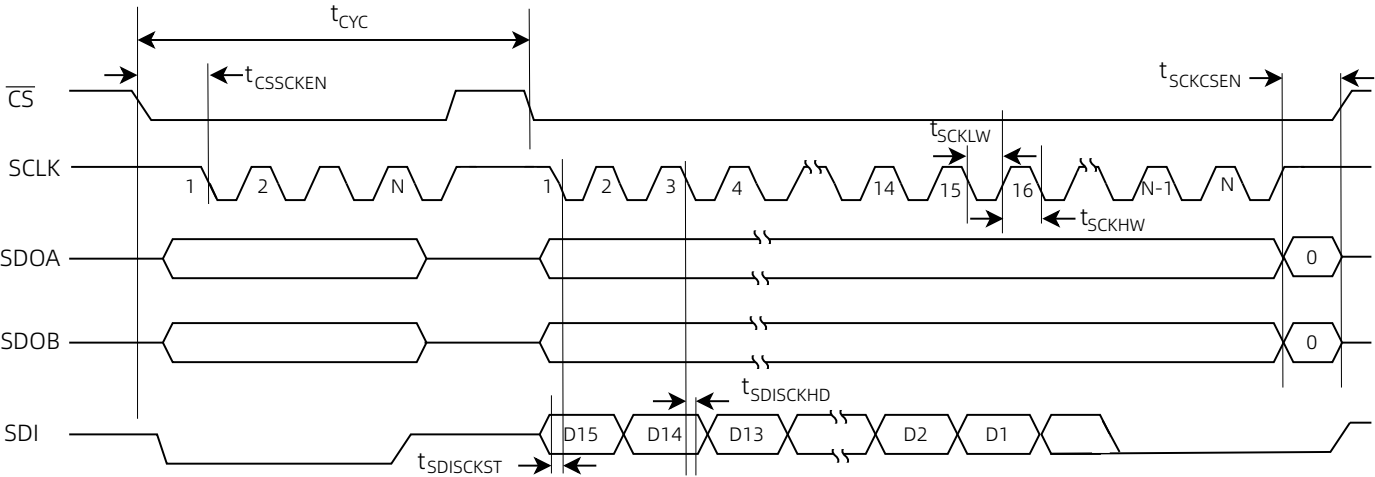 tCYC
tCSSCKEN
tSCKCSEN
CS
tSCKLW
SCLK 1 2 N 1 2 3 4 14 15 16 N-1 N
tSCKHW
SDOA 0
SDOB 0
tSDISCKHD
SDI D15 D14 D13 D2 D1
tSDISCKST